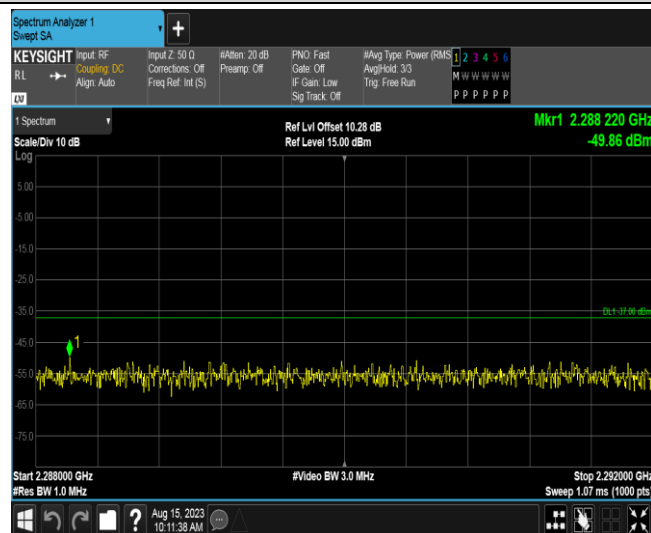 Spectrum Analyzer 1
Swept SA
+
KEYSIGHT
RL
Input: RF
Coupling: DC
Align: Auto
Input Z: 50 Ω
Corrections: Off
Freq Ref: Int (S)
#Atten: 20 dB
Preamp: Off
PNO: Fast
Gate: Off
IF Gain: Low
Sig Track: Off
#Avg Type: Power (RMS
Avg|Hold: 3/3
Trig: Free Run
1 2 3 4 5 6
M W W W W W
P P P P P P
1 Spectrum
Scale/Div 10 dB
Log
Ref Lvl Offset 10.28 dB
Ref Level 15.00 dBm
Mkr1 2.288 220 GHz
-49.86 dBm
5.00
-5.00
-15.0
-25.0
-35.0
DL1 -37.00 dBm
-45.0
1
-55.0
-65.0
-75.0
Start 2.288000 GHz
#Video BW 3.0 MHz
Stop 2.292000 GHz
#Res BW 1.0 MHz
Sweep 1.07 ms (1000 pts)
?
Aug 15, 2023
10:11:38 AM